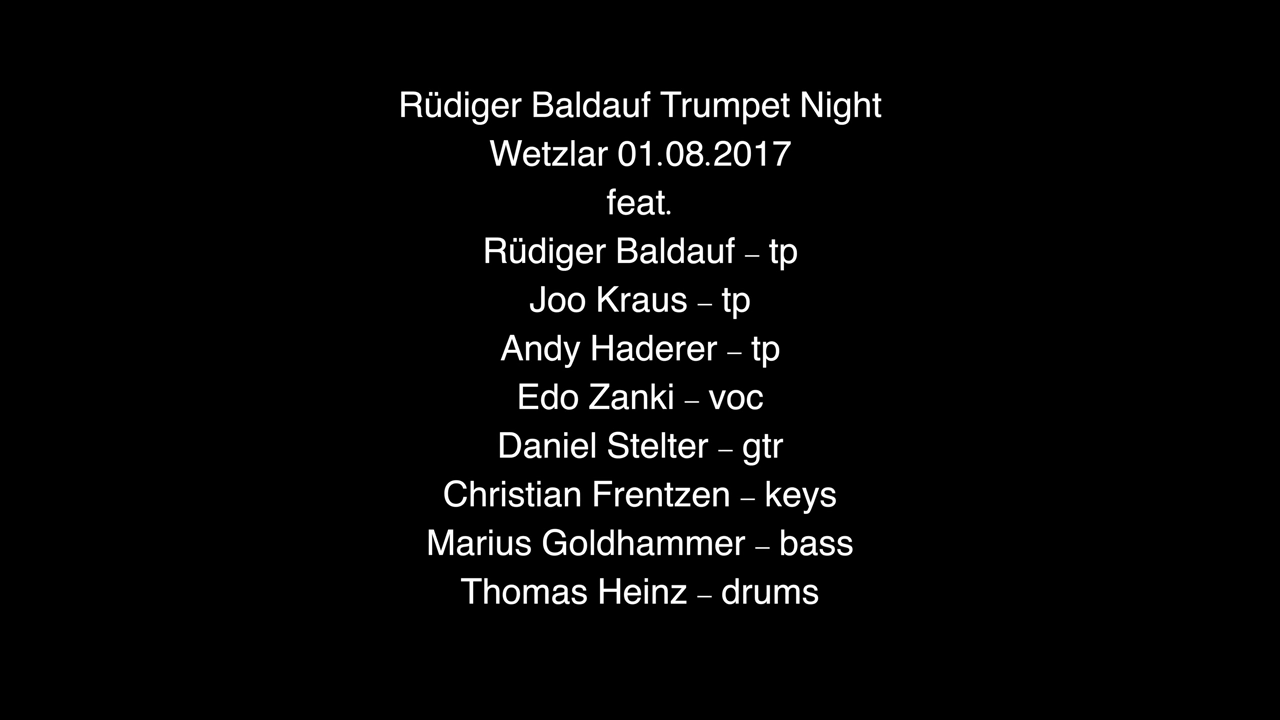 Rüdiger Baldauf Trumpet Night
Wetzlar 01.08.2017
feat.
Rüdiger Baldauf – tp
Joo Kraus – tp
Andy Haderer – tp
Edo Zanki – voc
Daniel Stelter – gtr
Christian Frentzen – keys
Marius Goldhammer – bass
Thomas Heinz – drums